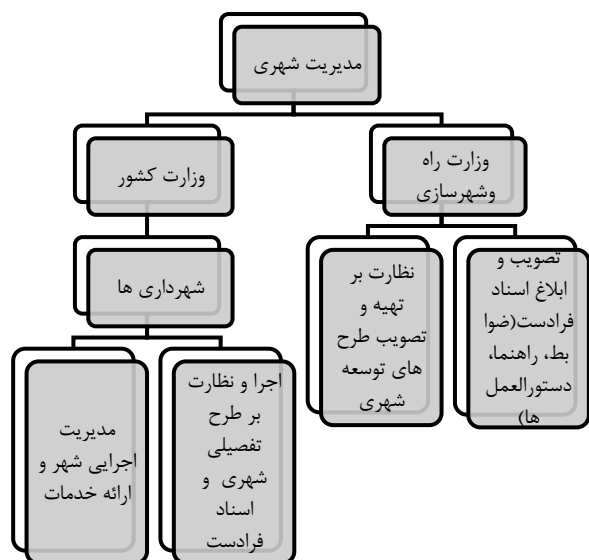 مدیریت شهری
وزارت راه
وشهرسازی
تصویب و
ابلاغ اسناد
فرادست(ضوا
بط، راهنما،
دستورالعمل
ها)
نظارت بر
تهیه و
تصویب طرح
های توسعه
شهری
وزارت کشور
شهرداری ها
اجرا و نظارت
بر طرح
تفصیلی
شهری و
اسناد
فرادست
مدیریت
اجرایی شهر و
ارائه خدمات